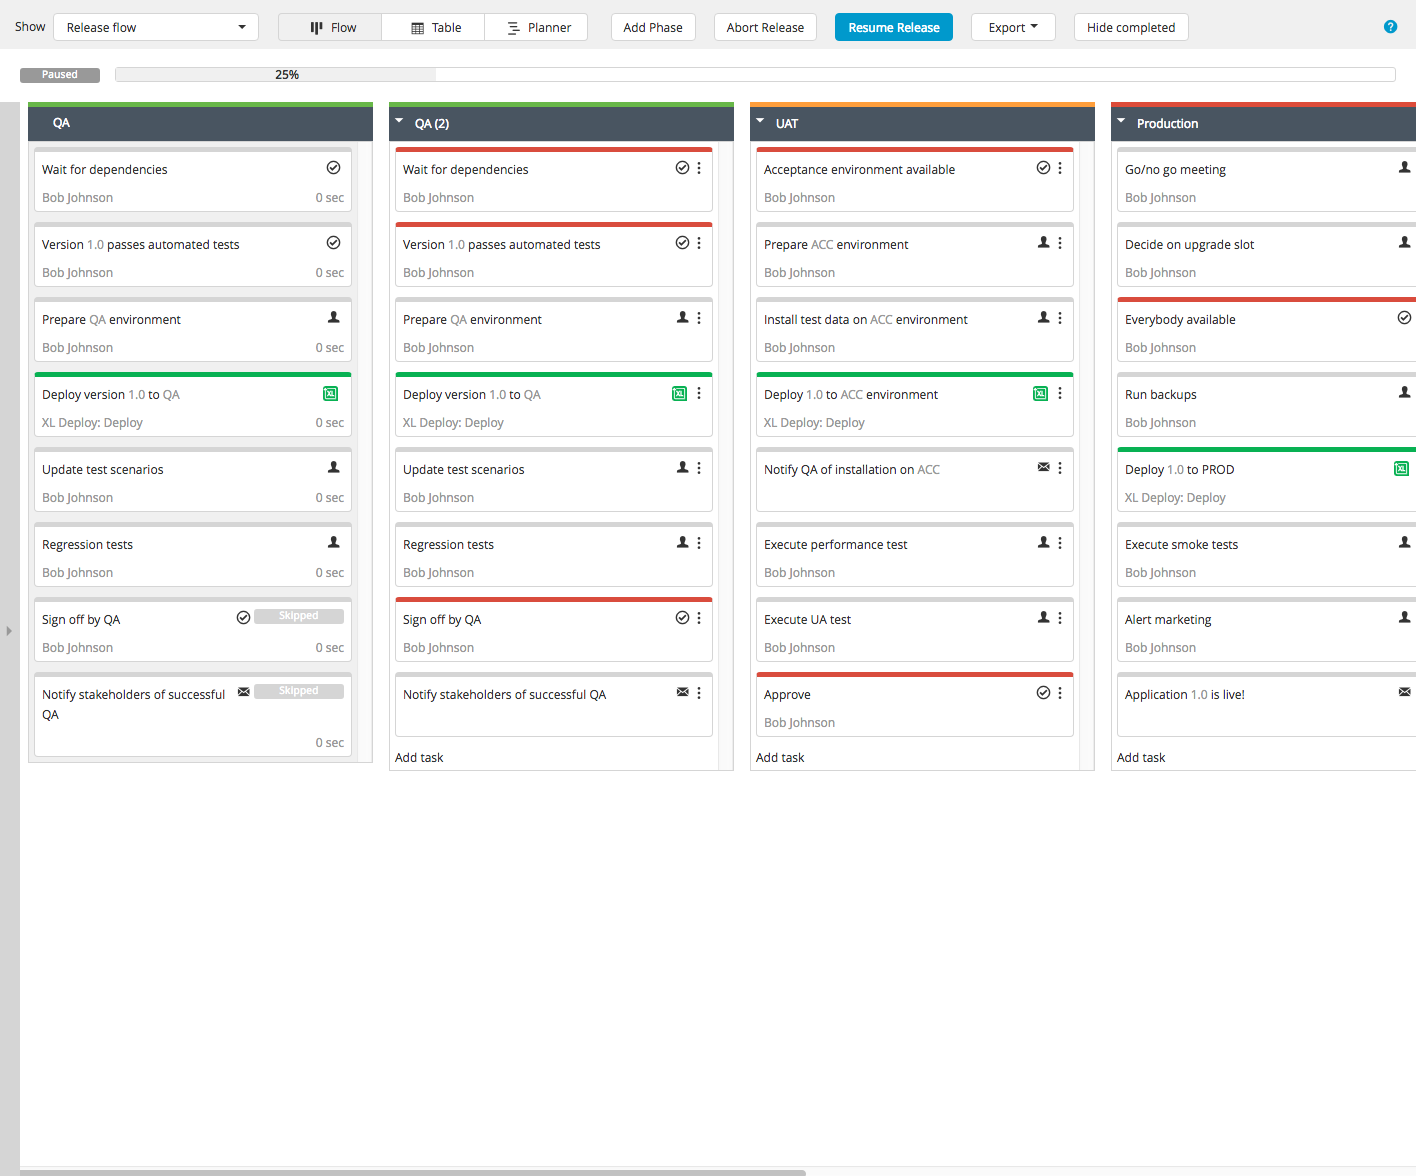 Show
Release flow
Flow
Table
Planner
Add Phase
Abort Release
Resume Release
Export
Hide completed
?
Paused
25%
QA
Wait for dependencies
Bob Johnson
0 sec
Version 1.0 passes automated tests
Bob Johnson
0 sec
Prepare QA environment
Bob Johnson
0 sec
Deploy version 1.0 to QA
XL
XL Deploy: Deploy
0 sec
Update test scenarios
Bob Johnson
0 sec
Regression tests
Bob Johnson
0 sec
Sign off by QA
Skipped
Bob Johnson
0 sec
Notify stakeholders of successful
QA
Skipped
0 sec
QA (2)
Wait for dependencies
Bob Johnson
Version 1.0 passes automated tests
Bob Johnson
Prepare QA environment
Bob Johnson
Deploy version 1.0 to QA
XL
XL Deploy: Deploy
Update test scenarios
Bob Johnson
Regression tests
Bob Johnson
Sign off by QA
Bob Johnson
Notify stakeholders of successful QA
Add task
UAT
Acceptance environment available
Bob Johnson
Prepare ACC environment
Bob Johnson
Install test data on ACC environment
Bob Johnson
Deploy 1.0 to ACC environment
XL
XL Deploy: Deploy
Notify QA of installation on ACC
Execute performance test
Bob Johnson
Execute UA test
Bob Johnson
Approve
Bob Johnson
Add task
Production
Go/no go meeting
Bob Johnson
Decide on upgrade slot
Bob Johnson
Everybody available
Bob Johnson
Run backups
Bob Johnson
Deploy 1.0 to PROD
XL
XL Deploy: Deploy
Execute smoke tests
Bob Johnson
Alert marketing
Bob Johnson
Application 1.0 is live!
Add task